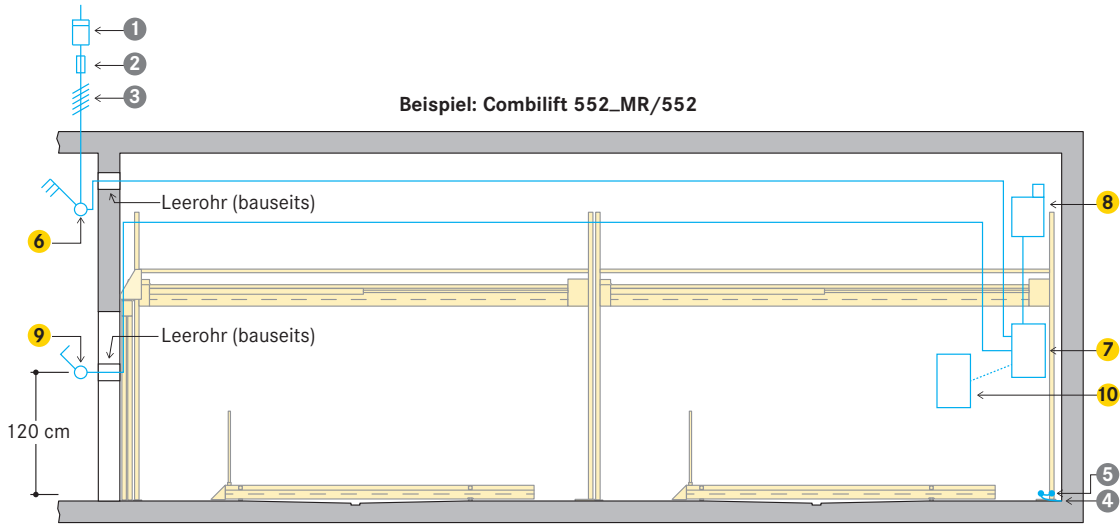 1
2
3
Beispiel: Combilift 552_MR/552
Leerohr (bauseits)
8
6
9
Leerohr (bauseits)
7
10
120 cm
5
4